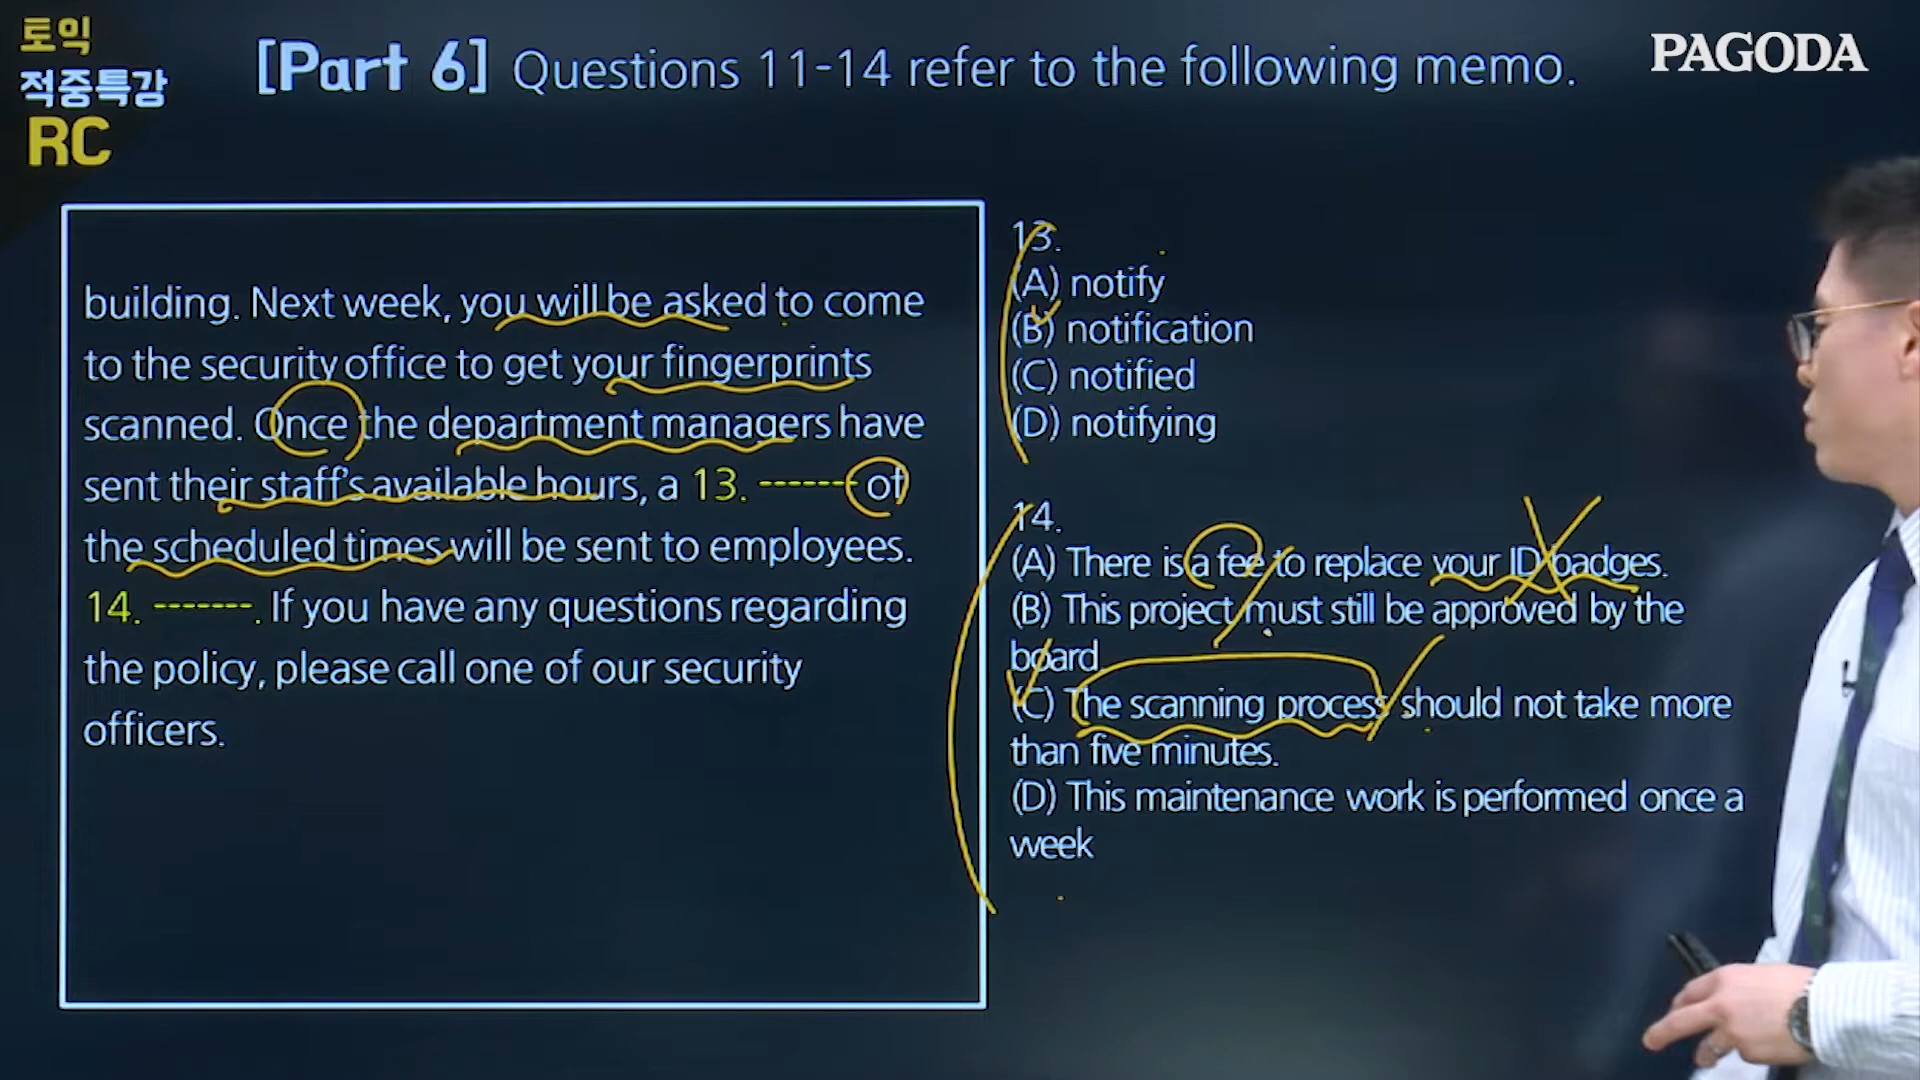 토익
적중특강
RC
[Part 6] Questions 11-14 refer to the following memo.
PAGODA
building. Next week, you will be asked to come
to the security office to get your fingerprints
scanned. Once the department managers have
sent their staff's available hours, a 13. ------- of
the scheduled times will be sent to employees.
14. -------. If you have any questions regarding
the policy, please call one of our security
officers.
13.
(A) notify
(B) notification
(C) notified
(D) notifying
14.
(A) There is a fee to replace your ID badges.
(B) This project must still be approved by the
board
(C) The scanning process should not take more
than five minutes.
(D) This maintenance work is performed once a
week